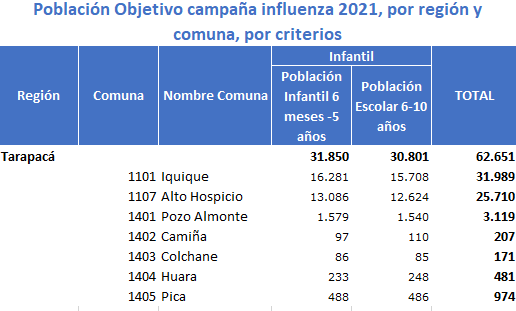 Población Objetivo campaña influenza 2021, por región y
comuna, por criterios
Infantil
Región Comuna Nombre Comuna Población Infantil 6 meses -5 años Población Escolar 6-10 años TOTAL
Tarapacá 31.850 30.801 62.651
1101 Iquique 16.281 15.708 31.989
1107 Alto Hospicio 13.086 12.624 25.710
1401 Pozo Almonte 1.579 1.540 3.119
1402 Camiña 97 110 207
1403 Colchane 86 85 171
1404 Huara 233 248 481
1405 Pica 488 486 974